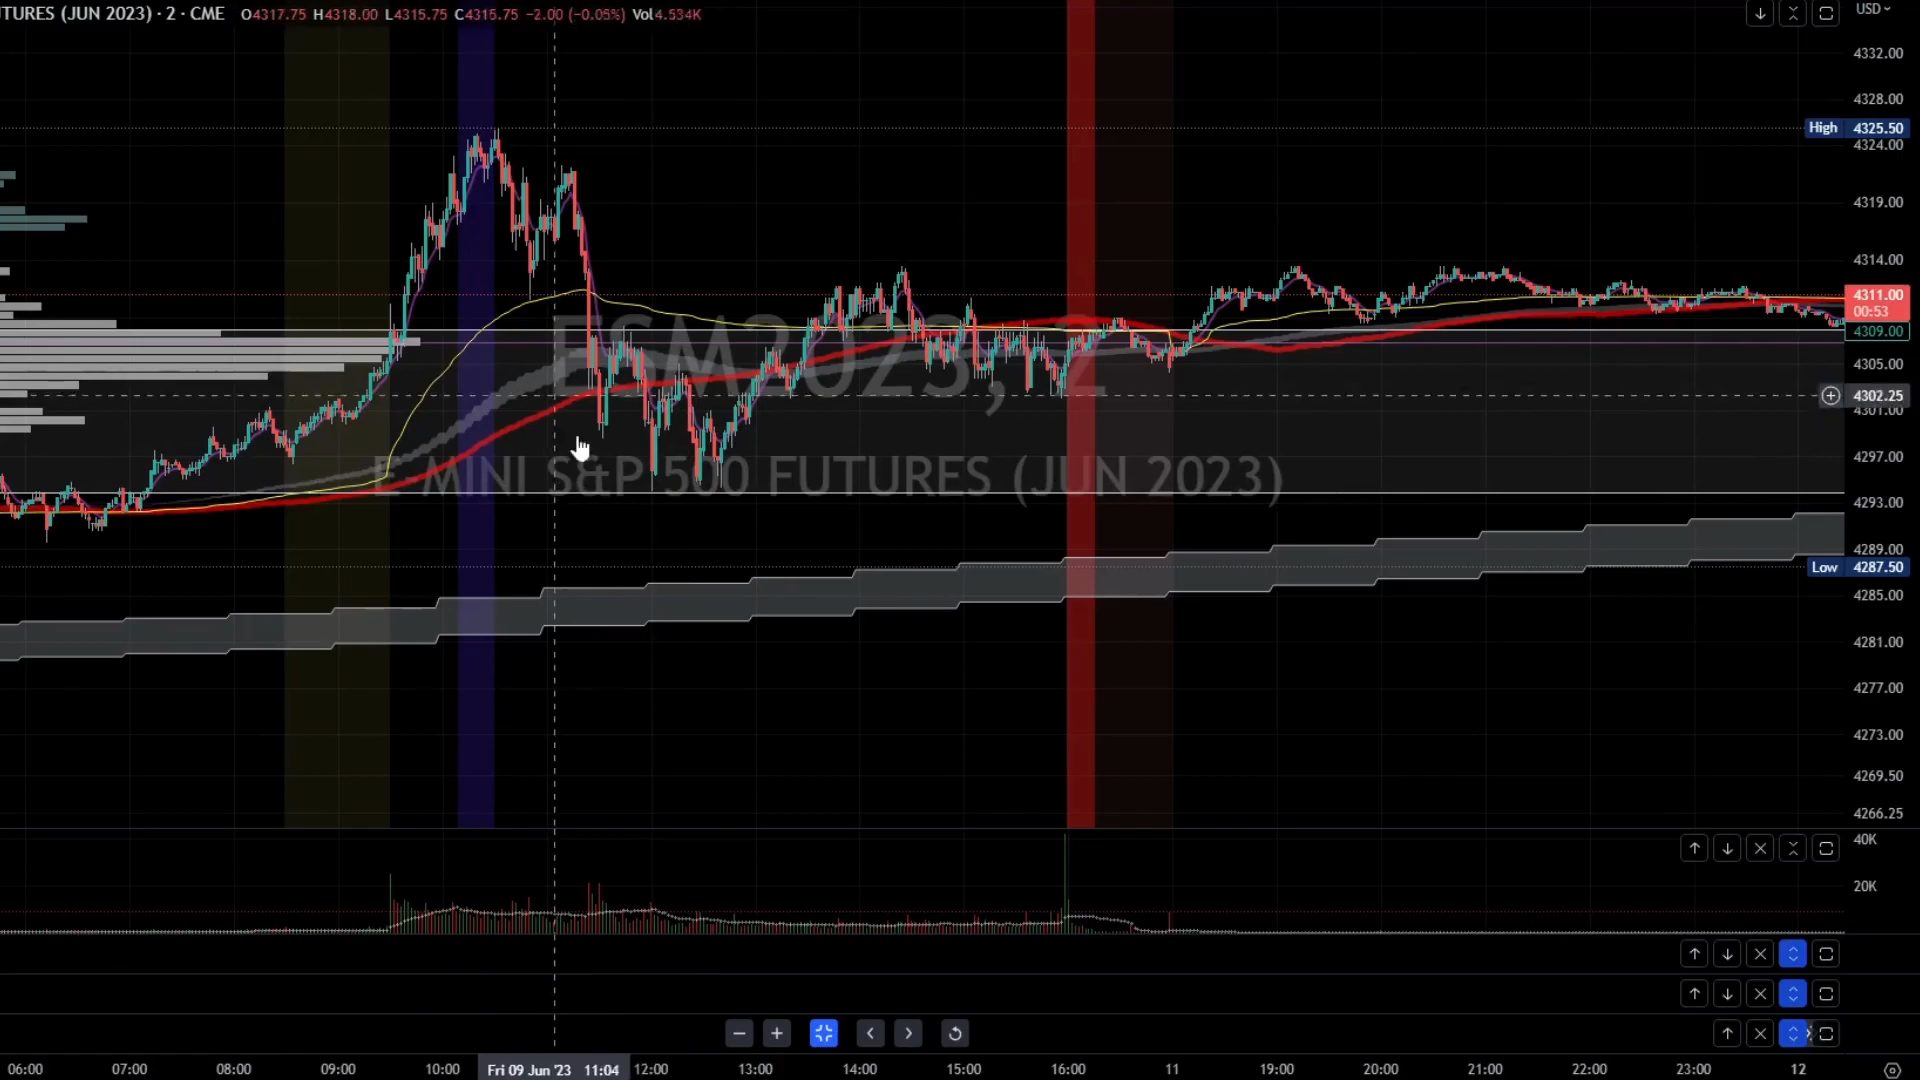 TURES (JUN 2023) · 2 · CME O4317.75 H4318.00 L4315.75 C4315.75 −2.00 (−0.05%) Vol4.534K
USD
4332.00
4328.00
High 4325.50
4324.00
4319.00
4314.00
4311.00
00:53
4309.00
4305.00
4302.25
4301.00
4297.00
4293.00
4289.00
Low 4287.50
4285.00
4281.00
4277.00
4273.00
4269.50
4266.25
ESM2023, 2
E-MINI S&P 500 FUTURES (JUN 2023)
40K
20K
06:00 07:00 08:00 09:00 10:00 Fri 09 Jun '23 11:04 12:00 13:00 14:00 15:00 16:00 11 19:00 20:00 21:00 22:00 23:00 12